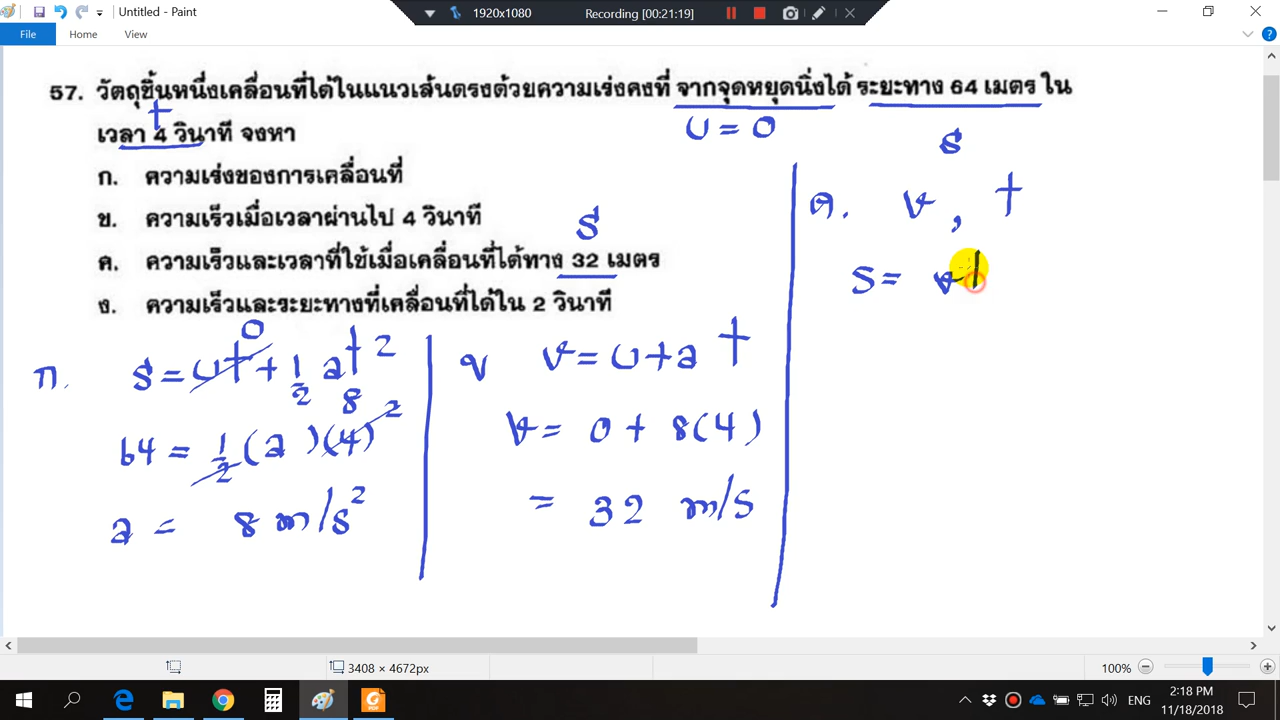 Untitled - Paint
1920x1080
Recording [00:21:19]
File
Home
View
57. วัตถุชิ้นหนึ่งเคลื่อนที่ได้ในแนวเส้นตรงด้วยความเร่งคงที่ จากจุดหยุดนิ่งได้ ระยะทาง 64 เมตร ใน
t
เวลา 4 วินาที จงหา
u = 0
s
ก. ความเร่งของการเคลื่อนที่
ข. ความเร็วเมื่อเวลาผ่านไป 4 วินาที
s
ค. ความเร็วและเวลาที่ใช้เมื่อเคลื่อนที่ได้ทาง 32 เมตร
ง. ความเร็วและระยะทางที่เคลื่อนที่ได้ใน 2 วินาที
0
ก. s = ut + 1/2 at 2
8
64 = 1/2 (a)(4) 2
a = 8 m/s 2
ข v = u + a t
v = 0 + 8(4)
= 32 m/s
ค. v , t
s = v
3408 × 4672px
100%
ENG
2:18 PM
11/18/2018